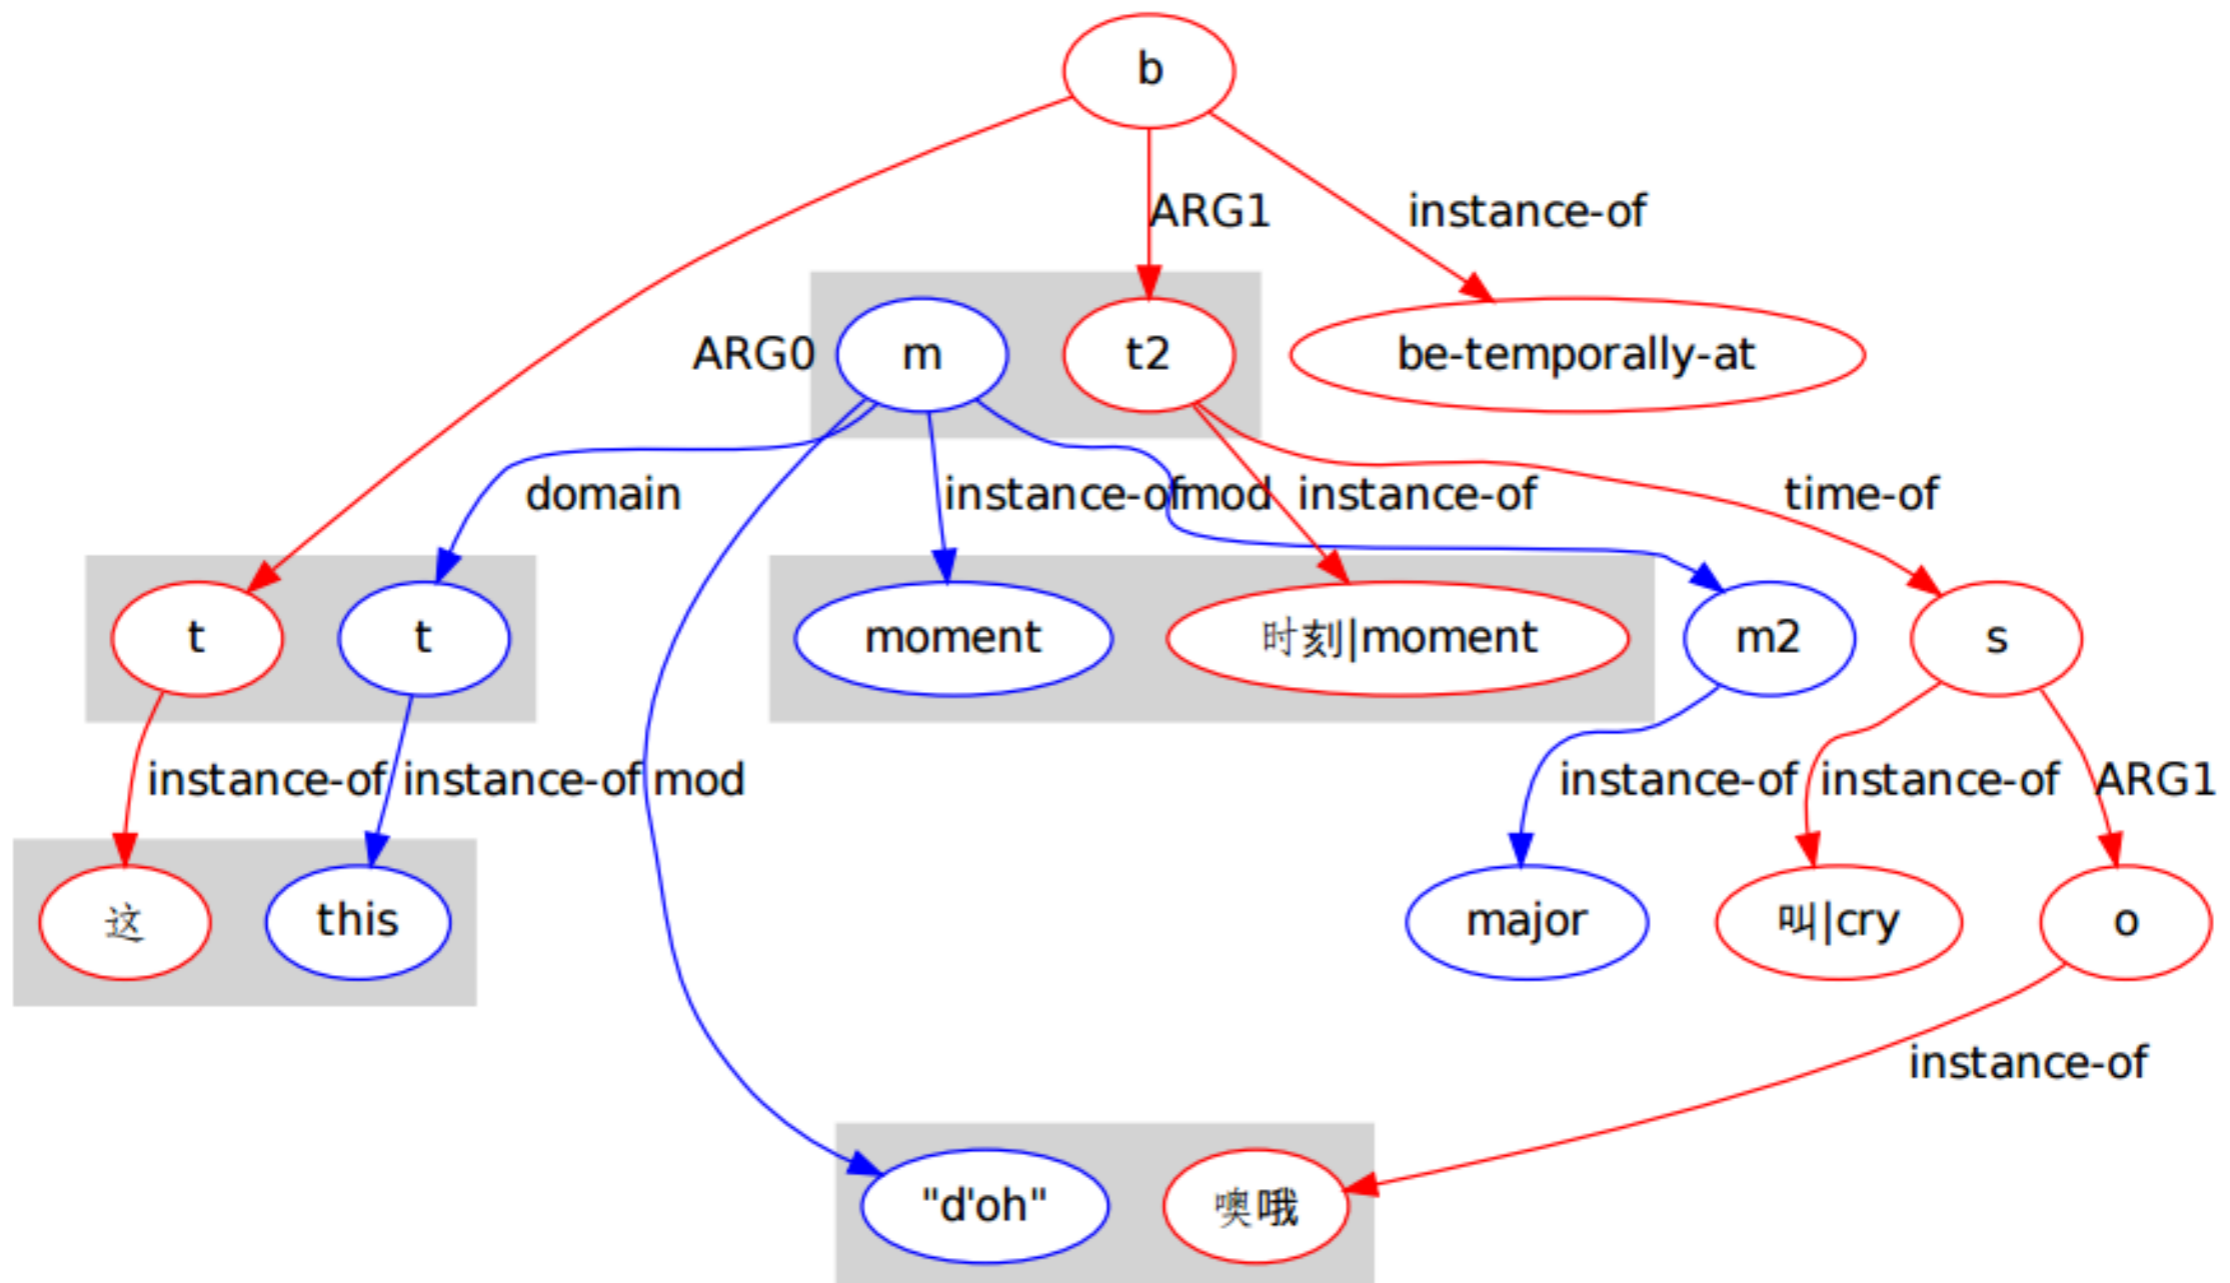 b
ARG1
instance-of
ARG0
m
t2
be-temporally-at
domain
instance-of
mod
instance-of
time-of
t
t
moment
时刻|moment
m2
s
instance-of
instance-of
mod
instance-of
instance-of
ARG1
这
this
major
叫|cry
o
instance-of
"d'oh"
噢哦